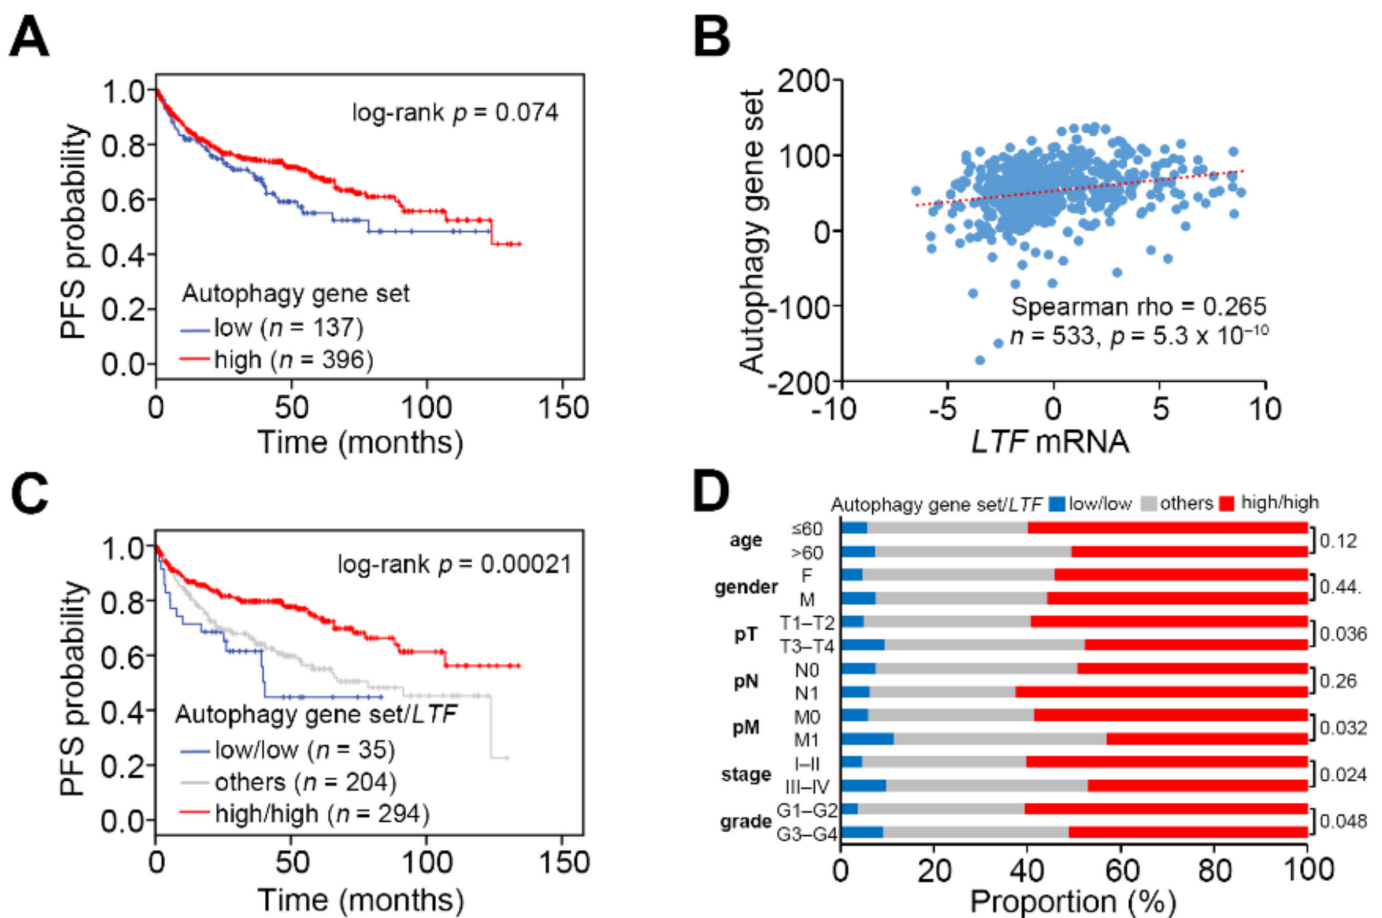 A
PFS probability
1.0
0.8
0.6
0.4
0.2
0.0
log-rank p = 0.074
Autophagy gene set
low (n = 137)
high (n = 396)
0 50 100 150
Time (months)
B
Autophagy gene set
200
100
0
-100
-200
Spearman rho = 0.265
n = 533, p = 5.3 x 10⁻¹⁰
-10 -5 0 5 10
LTF mRNA
C
PFS probability
1.0
0.8
0.6
0.4
0.2
0.0
log-rank p = 0.00021
Autophagy gene set/LTF
low/low (n = 35)
others (n = 204)
high/high (n = 294)
0 50 100 150
Time (months)
D
Autophagy gene set/LTF low/low others high/high
age ≤60 >60 0.12
gender F M 0.44.
pT T1–T2 T3–T4 0.036
pN N0 N1 0.26
pM M0 M1 0.032
stage I–II III–IV 0.024
grade G1–G2 G3–G4 0.048
0 20 40 60 80 100
Proportion (%)